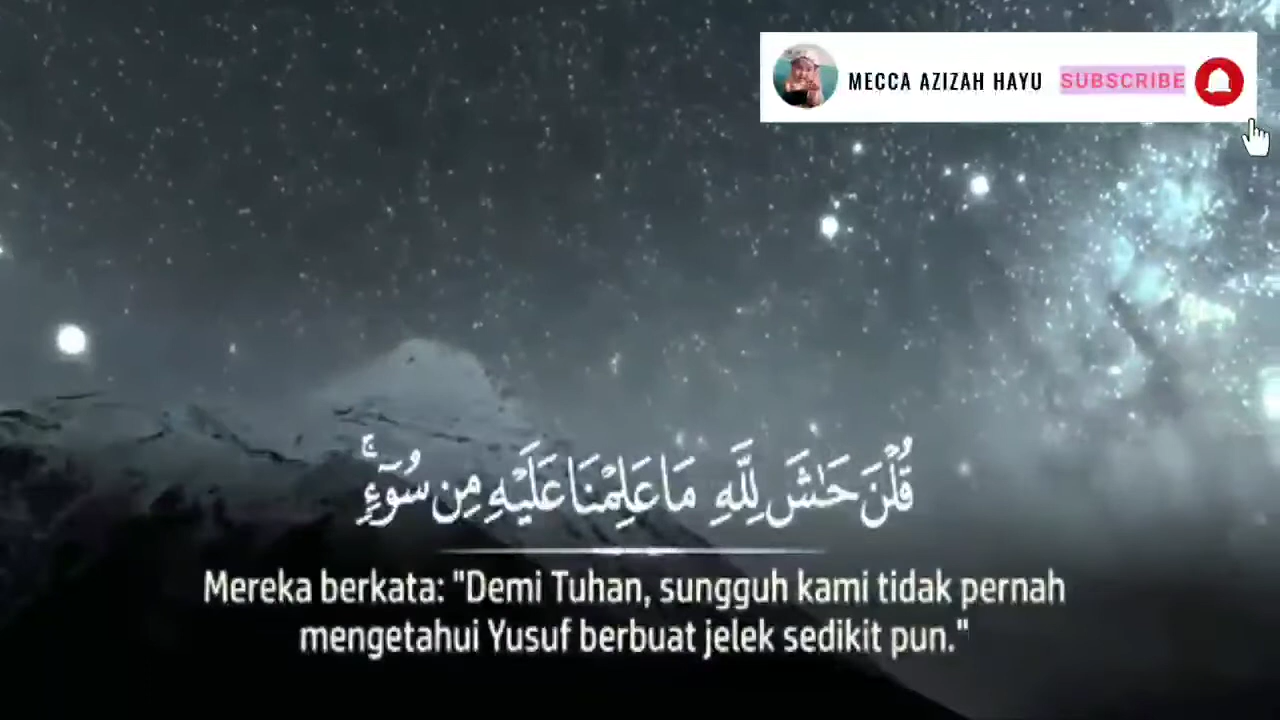 MECCA AZIZAH HAYU SUBSCRIBE
قُلْنَ حَـٰشَ لِلَّهِ مَا عَلِمْنَا عَلَيْهِ مِن سُوٓءٍۚ
Mereka berkata: "Demi Tuhan, sungguh kami tidak pernah
mengetahui Yusuf berbuat jelek sedikit pun."